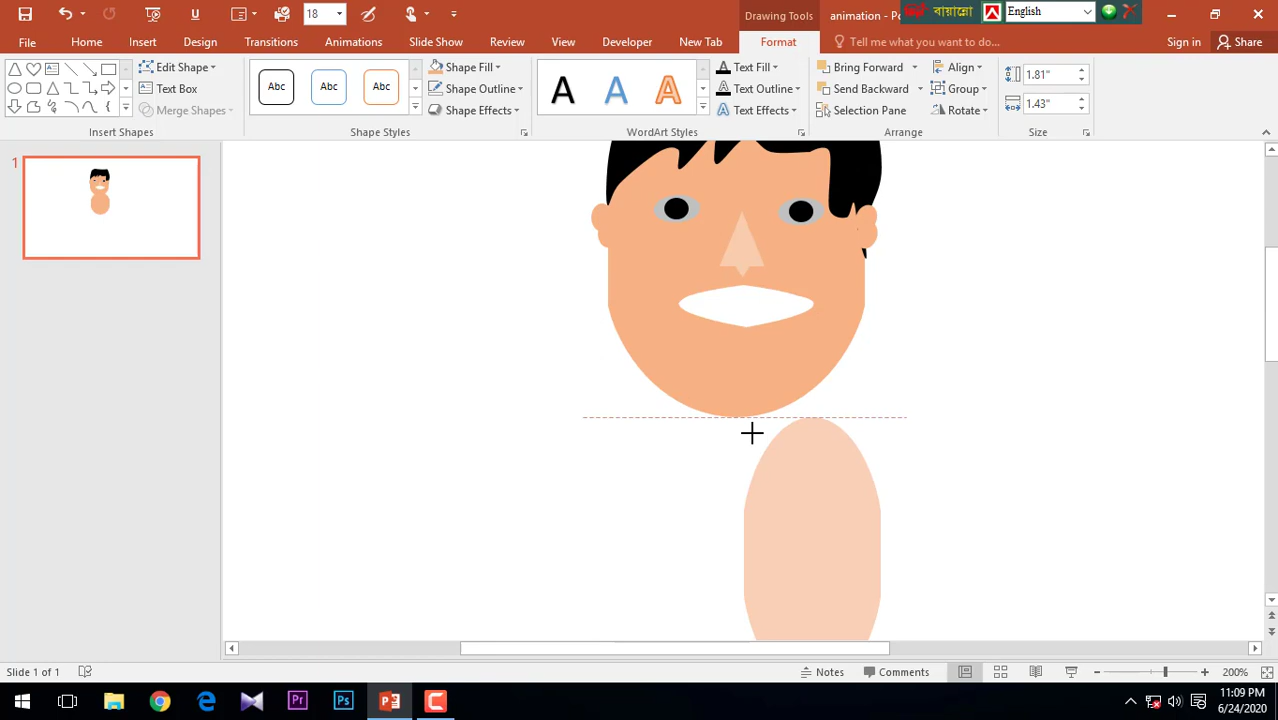 18
Drawing Tools
animation - Po
বায়ান্নো
English
File
Home
Insert
Design
Transitions
Animations
Slide Show
Review
View
Developer
New Tab
Format
Tell me what you want to do...
Sign in
Share
Edit Shape
Text Box
Merge Shapes
Insert Shapes
Abc
Abc
Abc
Shape Fill
Shape Outline
Shape Effects
Shape Styles
A
A
A
Text Fill
Text Outline
Text Effects
WordArt Styles
Bring Forward
Send Backward
Selection Pane
Align
Group
Rotate
Arrange
1.81"
1.43"
Size
1
Slide 1 of 1
Notes
Comments
200%
Pr
Ps
11:09 PM
6/24/2020